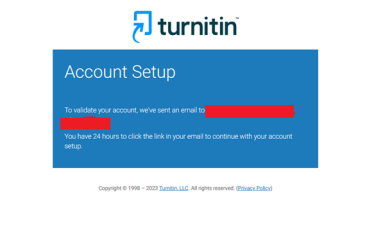 turnitin™
Account Setup
To validate your account, we've sent an email to
You have 24 hours to click the link in your email to continue with your account
setup.
Copyright © 1998 – 2023 Turnitin, LLC. All rights reserved. (Privacy Policy)